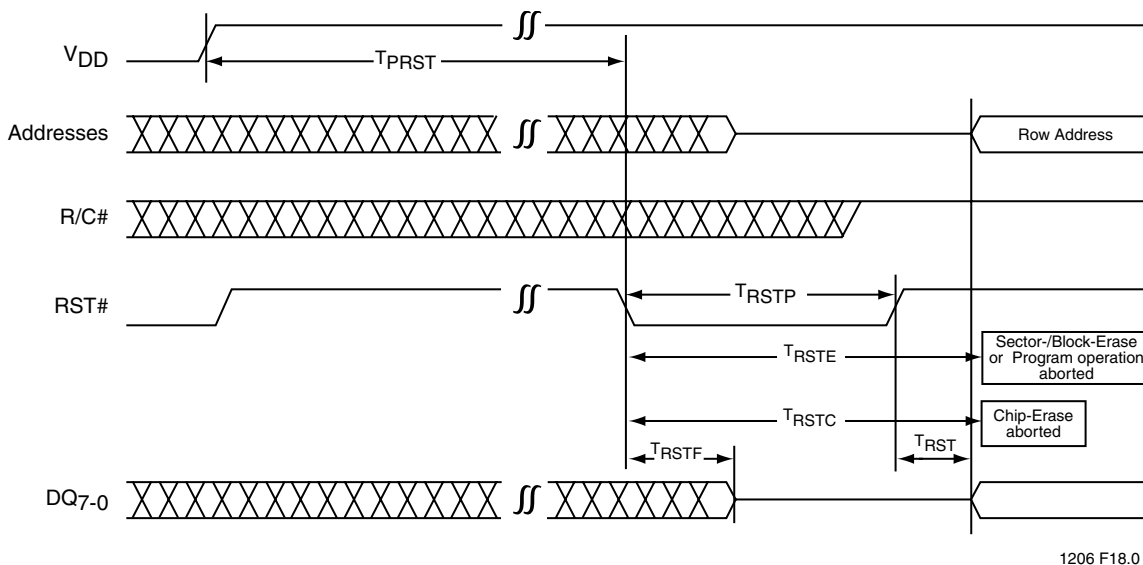 VDD
TPRST
Addresses
Row Address
R/C#
RST#
TRSTP
TRSTE
Sector-/Block-Erase
or Program operation
aborted
TRSTC
Chip-Erase
aborted
TRSTF
TRST
DQ7-0
1206 F18.0